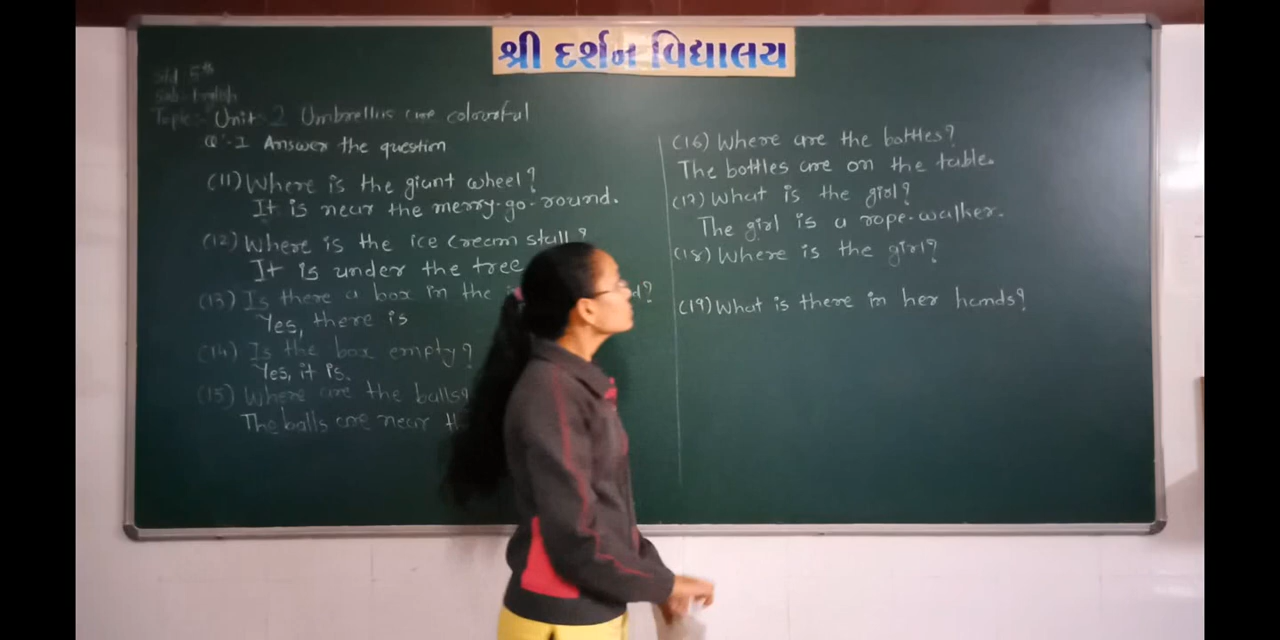 શ્રી દર્શન વિદ્યાલય
Std 5th
Sub:- English
Topic:- Unit 2 Umbrellas are colourful
Q-1 Answer the question
(11) Where is the giant wheel?
It is near the merry-go-round.
(12) Where is the ice cream stall?
It is under the tree
(13) Is there a box in the
Yes, there is
(14) Is the box empty?
Yes, it is.
(15) Where are the balls?
The balls are near
(16) Where are the bottles?
The bottles are on the table.
(17) What is the girl?
The girl is a rope-walker.
(18) Where is the girl?
(19) What is there in her hands?